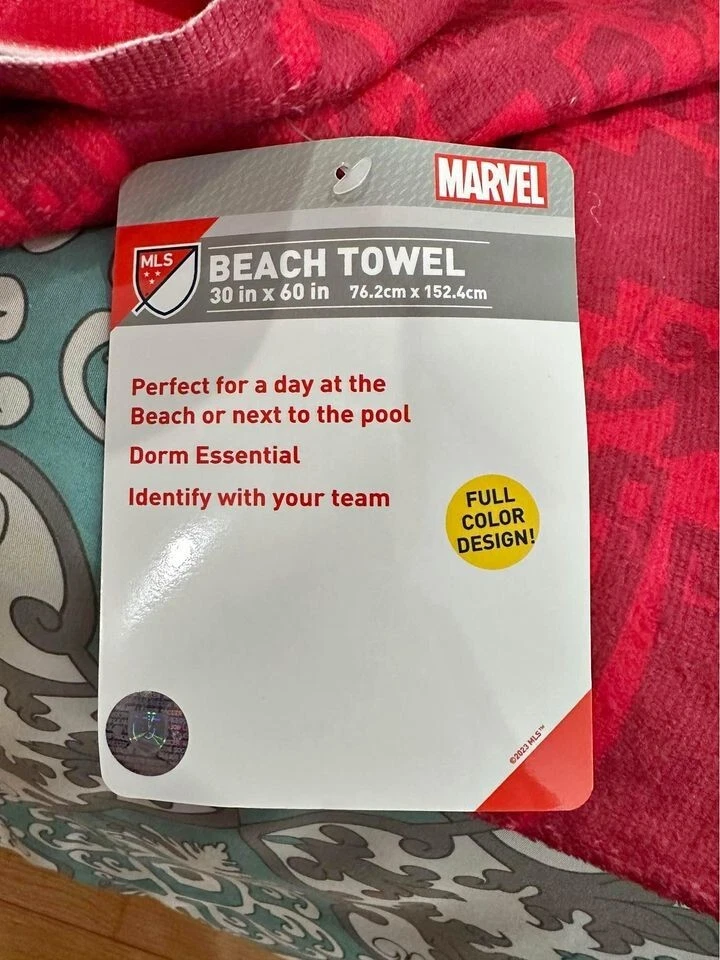 MARVEL
MLS
BEACH TOWEL
30 in x 60 in 76.2cm x 152.4cm
Perfect for a day at the
Beach or next to the pool
Dorm Essential
Identify with your team
FULL
COLOR
DESIGN!
©2023 MLS™